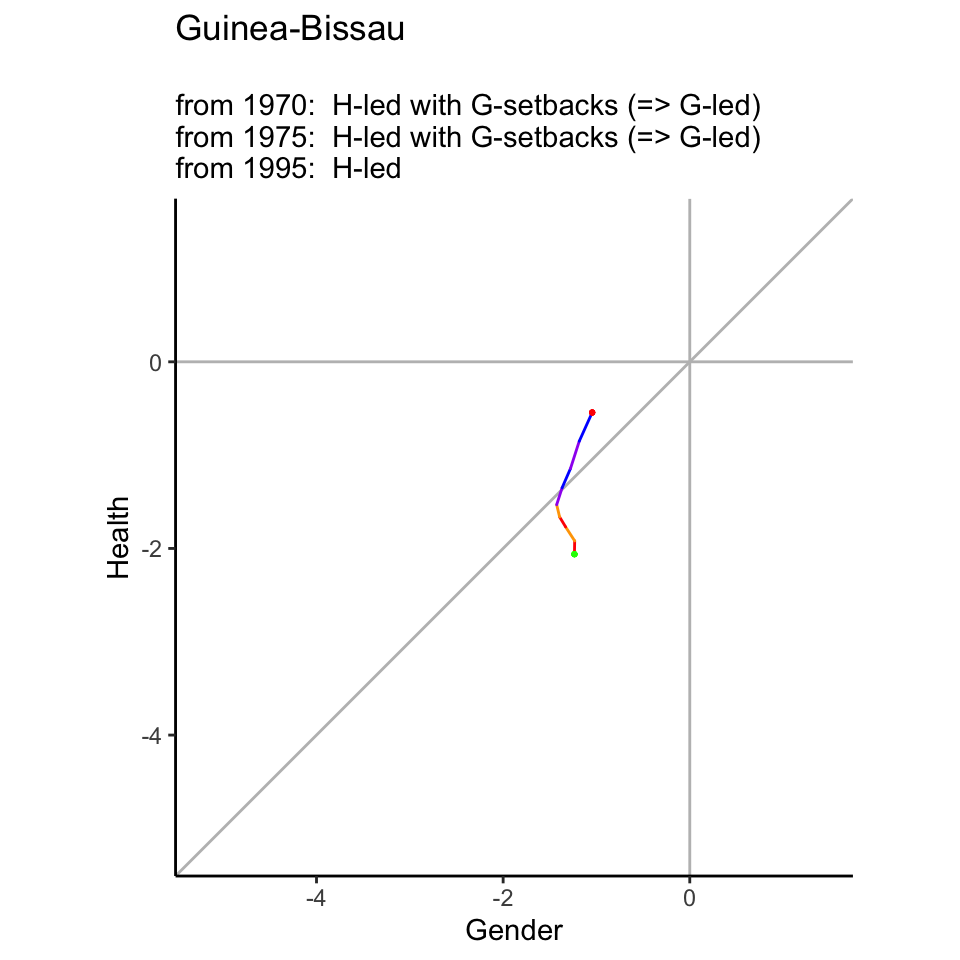 Guinea-Bissau
from 1970:  H-led with G-setbacks (=> G-led)
from 1975:  H-led with G-setbacks (=> G-led)
from 1995:  H-led
0
-2
-4
Health
-4
-2
0
Gender